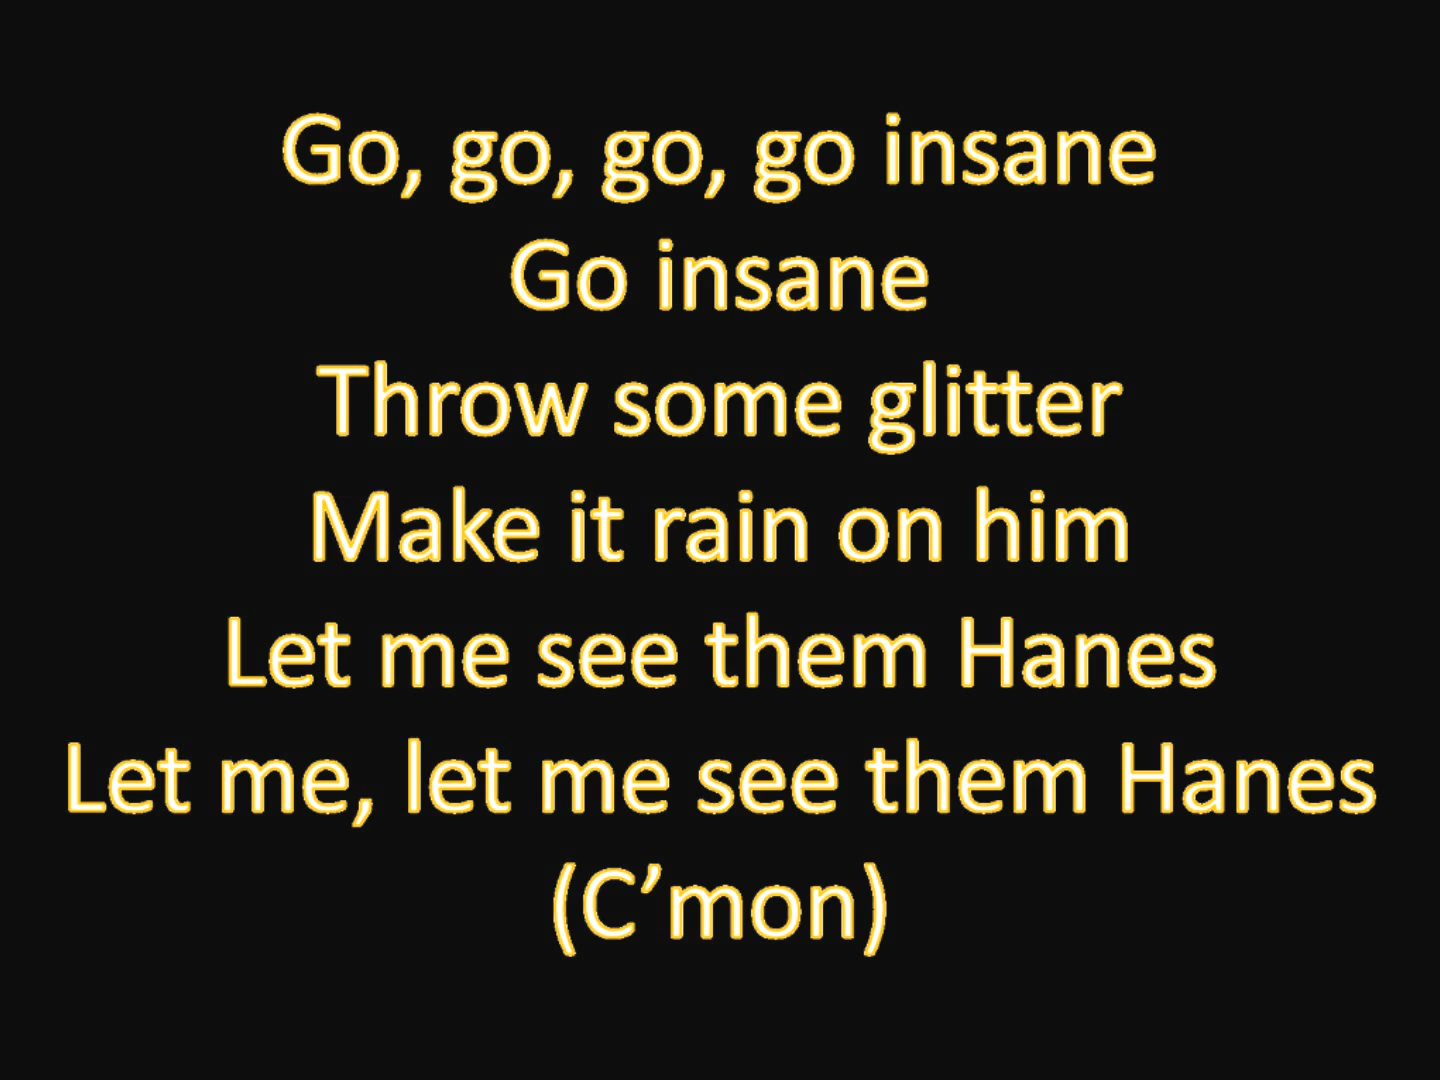 Go, go, go, go insane
Go insane
Throw some glitter
Make it rain on him
Let me see them Hanes
Let me, let me see them Hanes
(C’mon)